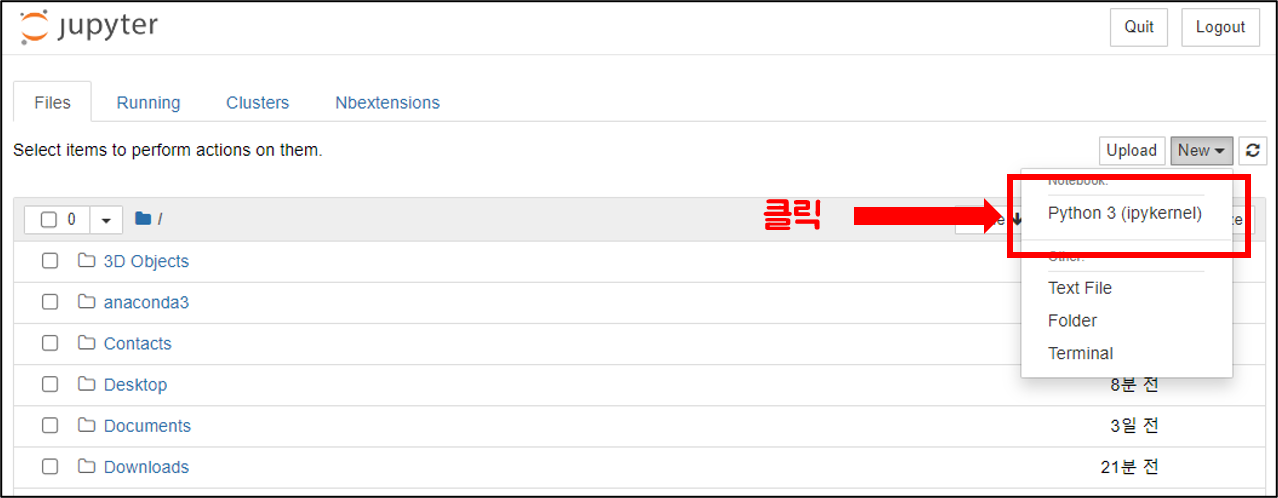 jupyter
Quit
Logout
Files
Running
Clusters
Nbextensions
Select items to perform actions on them.
Upload
New
Notebook:
Python 3 (ipykernel)
클릭
0
/
Other:
Text File
Folder
Terminal
3D Objects
anaconda3
Contacts
Desktop
8분 전
Documents
3일 전
Downloads
21분 전